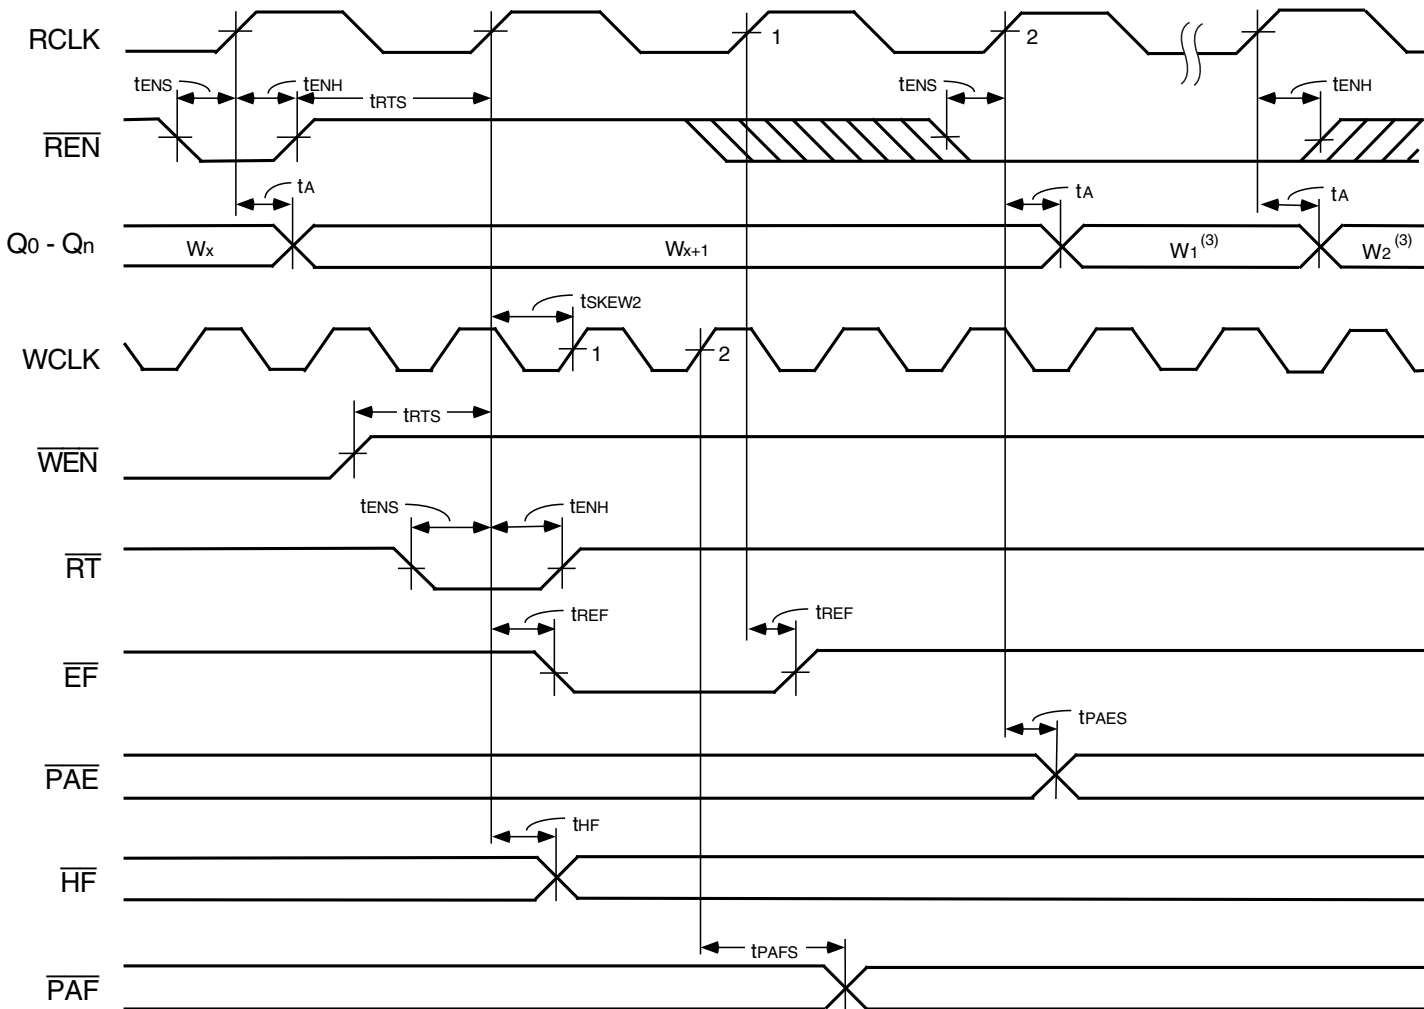 RCLK 1 2
tENS tENH tRTS tENS tENH
REN
tA tA tA
Q0 - Qn Wx Wx+1 W1(3) W2(3)
tSKEW2
WCLK 1 2
tRTS
WEN
tENS tENH
RT
tREF tREF
EF
tPAES
PAE
tHF
HF
tPAFS
PAF